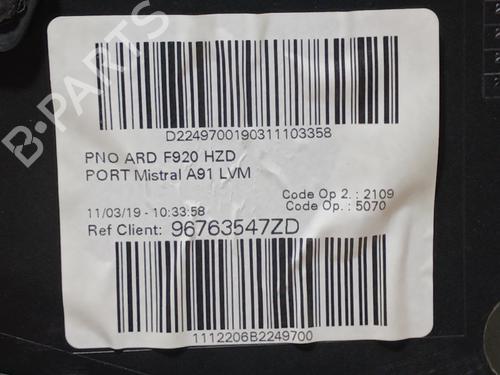 D2249700190311103358
PNO ARD F920 HZD
PORT Mistral A91 LVM
Code Op 2. : 2109
Code Op. : 5070
11/03/19 - 10:33:58
Ref Client: 96763547ZD
1112206B2249700
B-PARTS